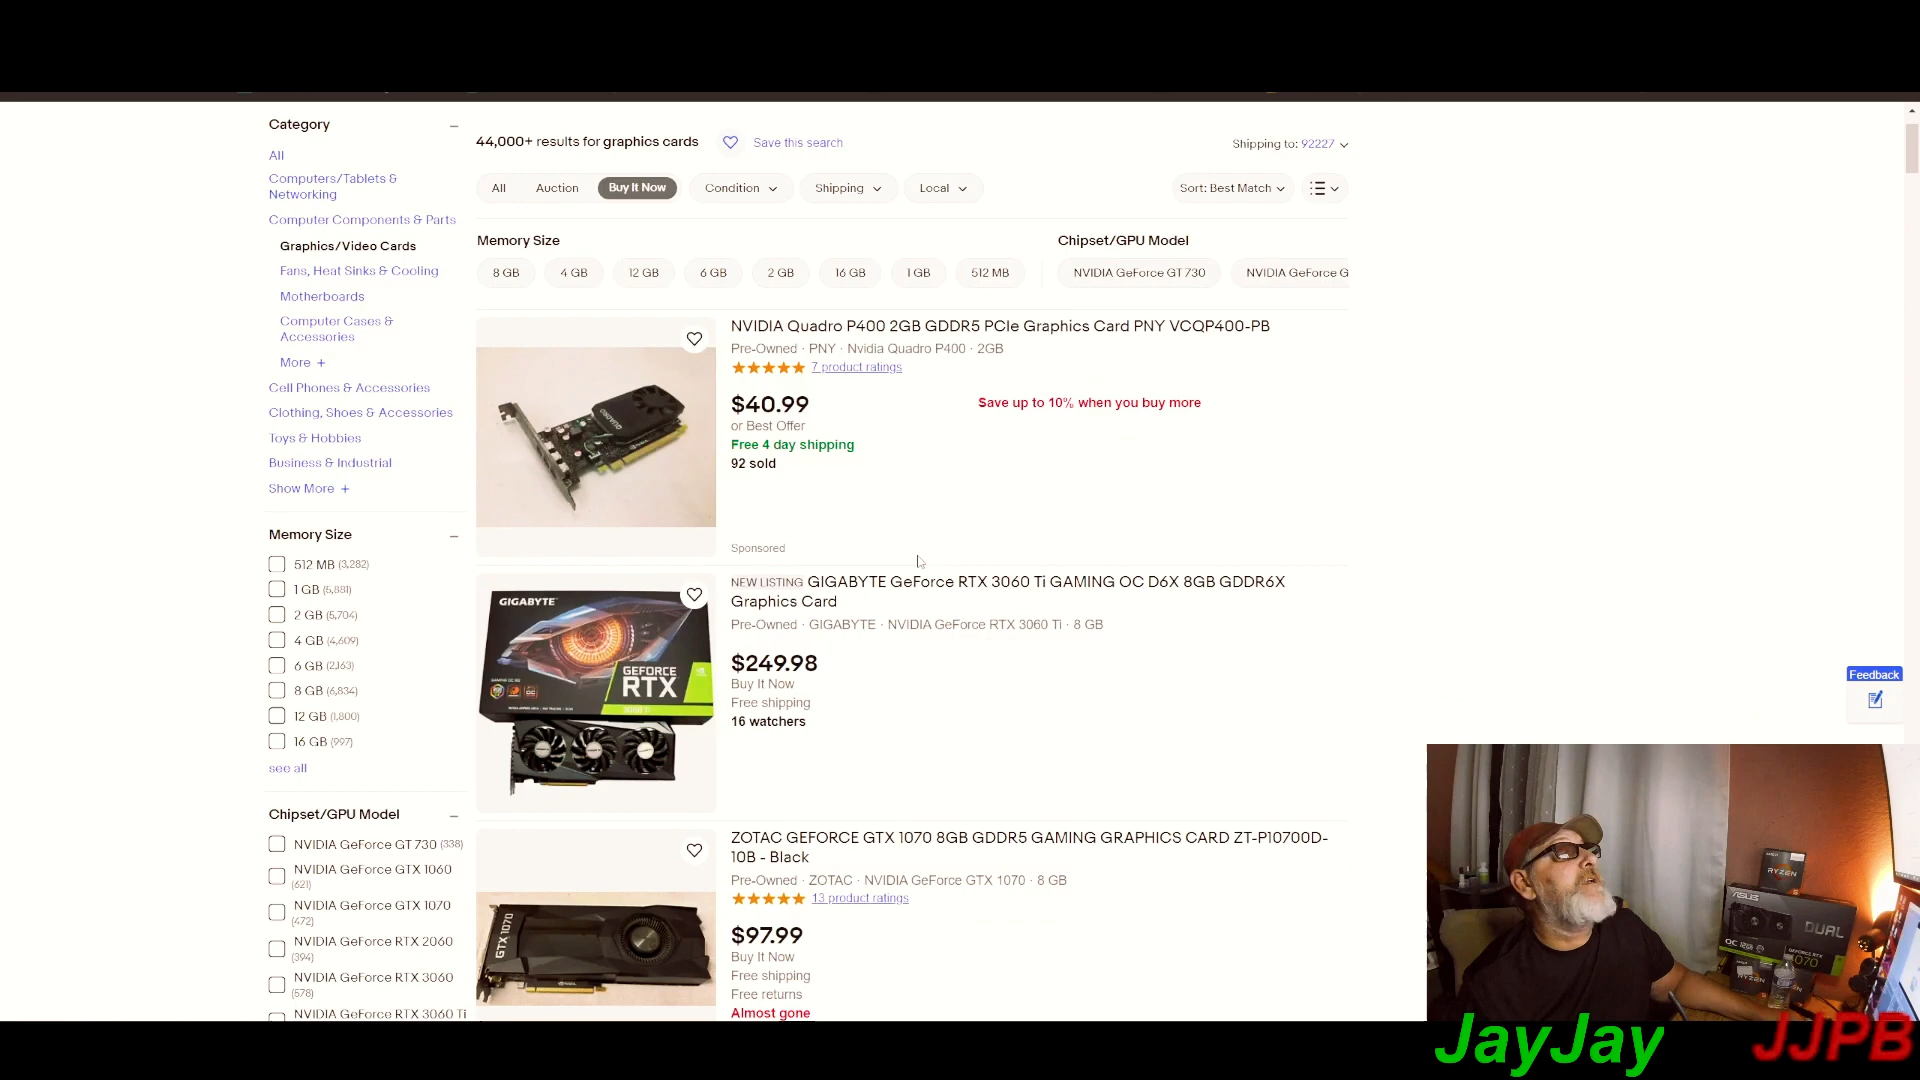 Category
All
Computers/Tablets &
Networking
Computer Components & Parts
Graphics/Video Cards
Fans, Heat Sinks & Cooling
Motherboards
Computer Cases &
Accessories
More +
Cell Phones & Accessories
Clothing, Shoes & Accessories
Toys & Hobbies
Business & Industrial
Show More +
Memory Size
512 MB (3,282)
1 GB (5,881)
2 GB (5,704)
4 GB (4,609)
6 GB (2,163)
8 GB (6,834)
12 GB (1,800)
16 GB (997)
see all
Chipset/GPU Model
NVIDIA GeForce GT 730 (338)
NVIDIA GeForce GTX 1060
(621)
NVIDIA GeForce GTX 1070
(472)
NVIDIA GeForce RTX 2060
(394)
NVIDIA GeForce RTX 3060
(578)
NVIDIA GeForce RTX 3060 Ti
44,000+ results for graphics cards Save this search
Shipping to: 92227
All Auction Buy It Now Condition Shipping Local
Sort: Best Match
Memory Size
8 GB 4 GB 12 GB 6 GB 2 GB 16 GB 1 GB 512 MB
Chipset/GPU Model
NVIDIA GeForce GT 730 NVIDIA GeForce G
NVIDIA Quadro P400 2GB GDDR5 PCIe Graphics Card PNY VCQP400-PB
Pre-Owned · PNY · Nvidia Quadro P400 · 2GB
7 product ratings
$40.99
Save up to 10% when you buy more
or Best Offer
Free 4 day shipping
92 sold
Sponsored
GIGABYTE
GEFORCE
RTX
NEW LISTING GIGABYTE GeForce RTX 3060 Ti GAMING OC D6X 8GB GDDR6X
Graphics Card
Pre-Owned · GIGABYTE · NVIDIA GeForce RTX 3060 Ti · 8 GB
$249.98
Buy It Now
Free shipping
16 watchers
GTX 1070
ZOTAC GEFORCE GTX 1070 8GB GDDR5 GAMING GRAPHICS CARD ZT-P10700D-
10B - Black
Pre-Owned · ZOTAC · NVIDIA GeForce GTX 1070 · 8 GB
13 product ratings
$97.99
Buy It Now
Free shipping
Free returns
Almost gone
Feedback
RYZEN
ASUS
DUAL
JayJay
JJPB